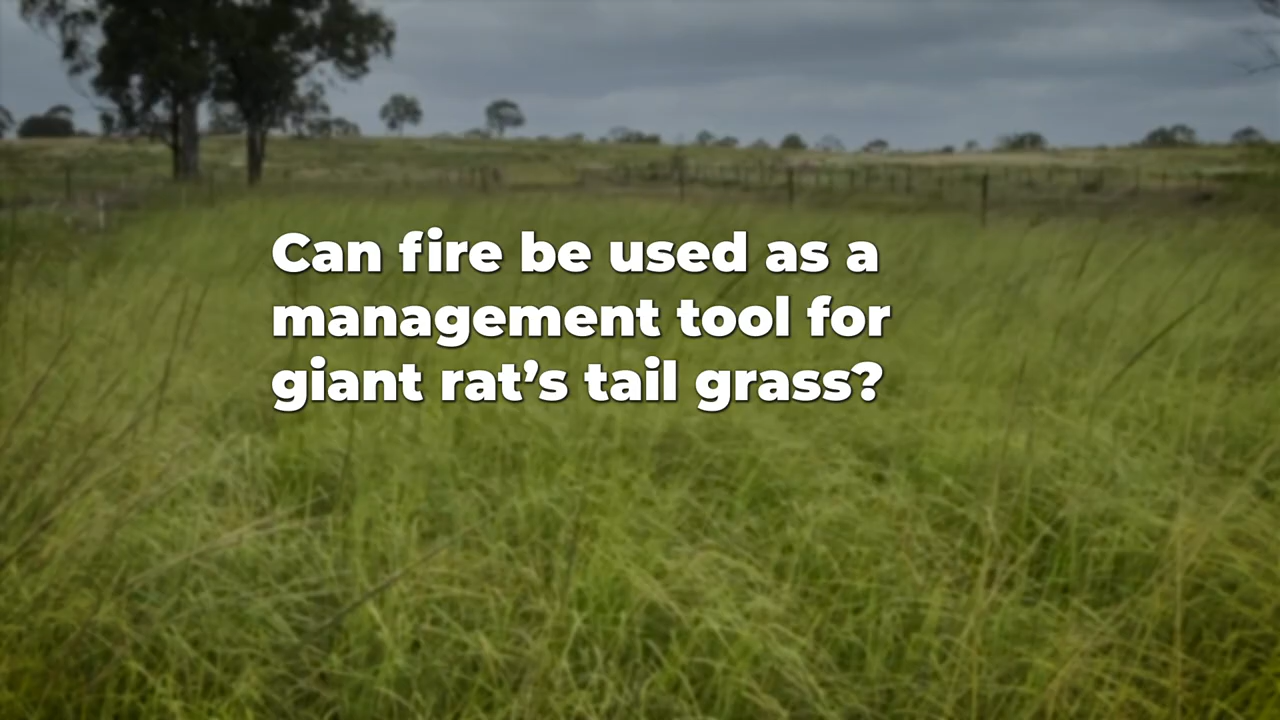 Can fire be used as a
management tool for
giant rat’s tail grass?